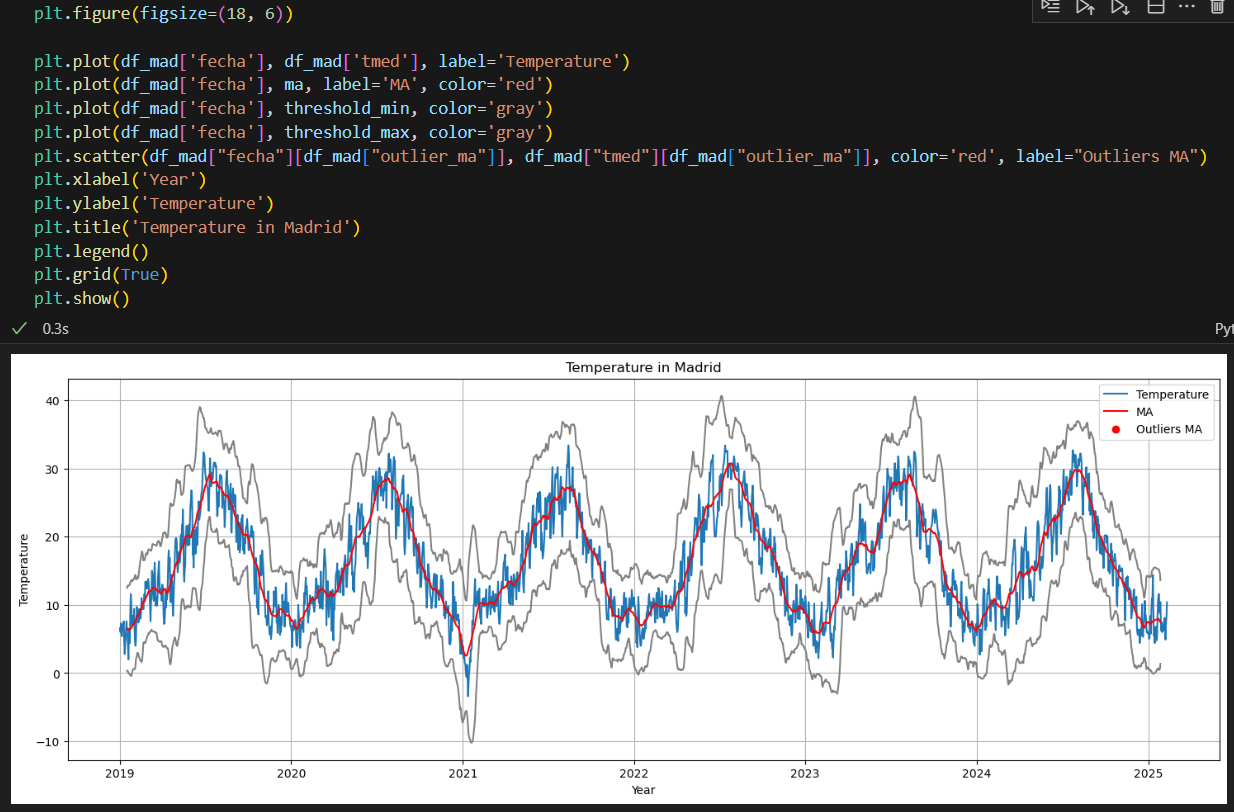 plt.figure(figsize=(18, 6))
plt.plot(df_mad['fecha'], df_mad['tmed'], label='Temperature')
plt.plot(df_mad['fecha'], ma, label='MA', color='red')
plt.plot(df_mad['fecha'], threshold_min, color='gray')
plt.plot(df_mad['fecha'], threshold_max, color='gray')
plt.scatter(df_mad["fecha"][df_mad["outlier_ma"]], df_mad["tmed"][df_mad["outlier_ma"]], color='red', label="Outliers MA")
plt.xlabel('Year')
plt.ylabel('Temperature')
plt.title('Temperature in Madrid')
plt.legend()
plt.grid(True)
plt.show()
0.3s
Pyt
Temperature in Madrid
Temperature
MA
Outliers MA
40
30
20
10
0
−10
Temperature
2019 2020 2021 2022 2023 2024 2025
Year